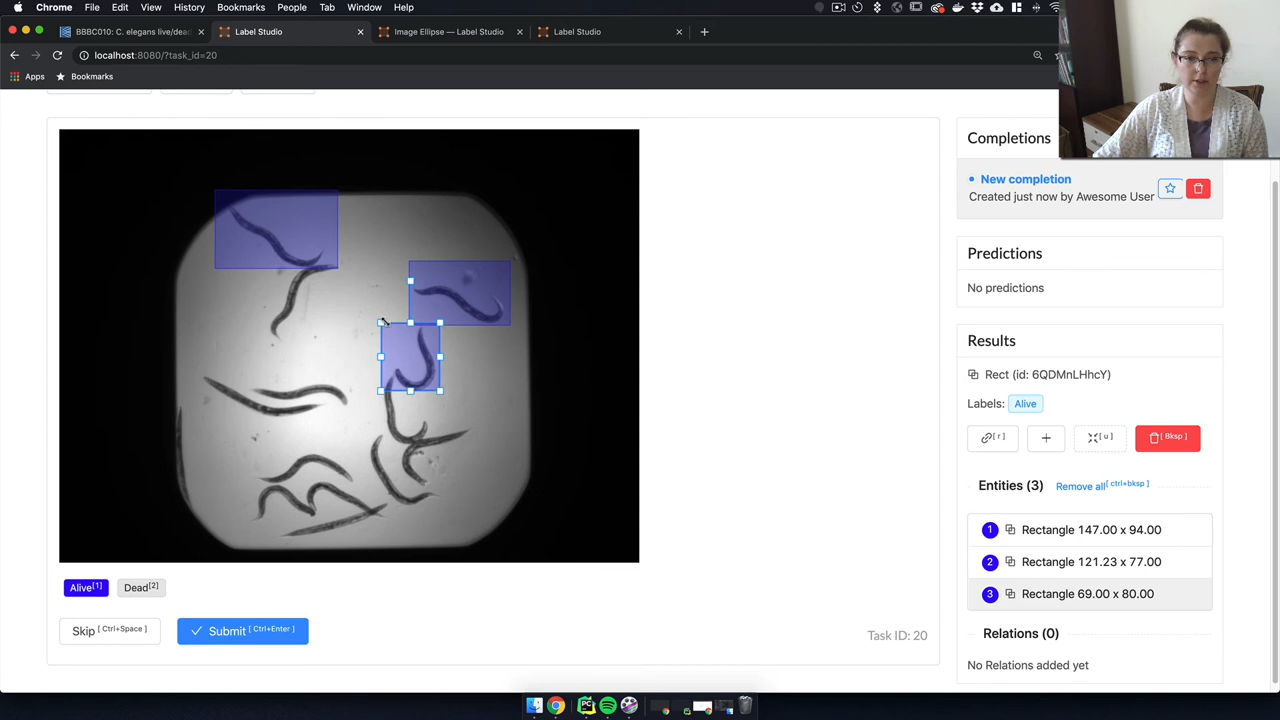 Chrome File Edit View History Bookmarks People Tab Window Help
BBBC010: C. elegans live/dea
Label Studio
Image Ellipse — Label Studio
Label Studio
localhost:8080/?task_id=20
Apps Bookmarks
Completions
New completion
Created just now by Awesome User
Predictions
No predictions
Results
Rect (id: 6QDMnLHhcY)
Labels: Alive
[ r ] [ u ] [ Bksp ]
Entities (3) Remove all [ ctrl+bksp ]
1 Rectangle 147.00 x 94.00
2 Rectangle 121.23 x 77.00
3 Rectangle 69.00 x 80.00
Relations (0)
No Relations added yet
Alive[1] Dead[2]
Skip [ Ctrl+Space ] Submit [ Ctrl+Enter ]
Task ID: 20